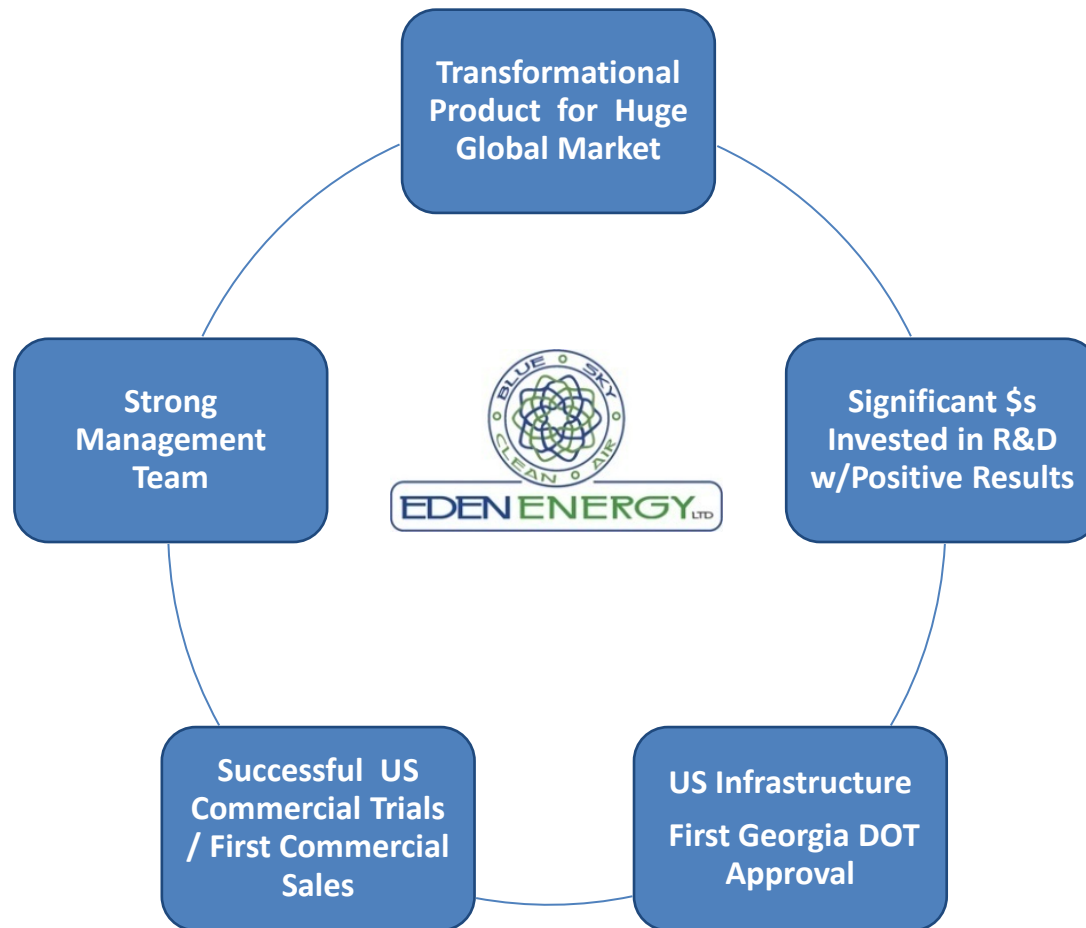 Transformational
Product for Huge
Global Market
Strong
Management
Team
BLUE SKY
CLEAN AIR
EDEN ENERGY LTD
Significant $s
Invested in R&D
w/Positive Results
Successful US
Commercial Trials
/ First Commercial
Sales
US Infrastructure
First Georgia DOT
Approval